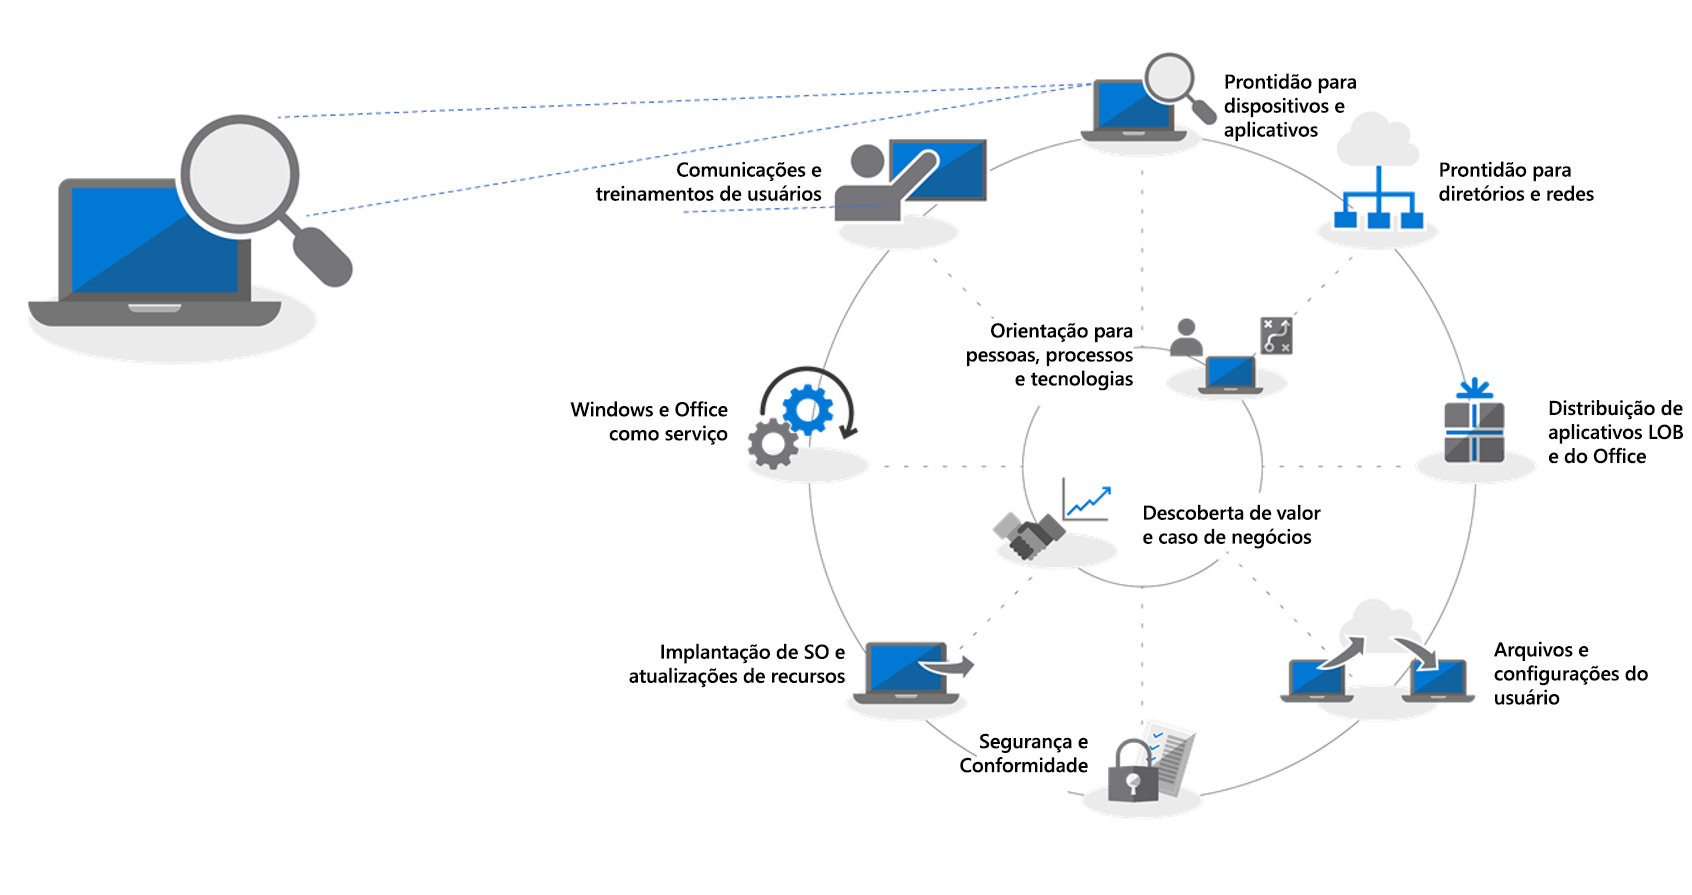 Prontidão para
dispositivos e
aplicativos
Comunicações e
treinamentos de usuários
Prontidão para
diretórios e redes
Orientação para
pessoas, processos
e tecnologias
Windows e Office
como serviço
Distribuição de
aplicativos LOB
e do Office
Descoberta de valor
e caso de negócios
Implantação de SO e
atualizações de recursos
Arquivos e
configurações do
usuário
Segurança e
Conformidade